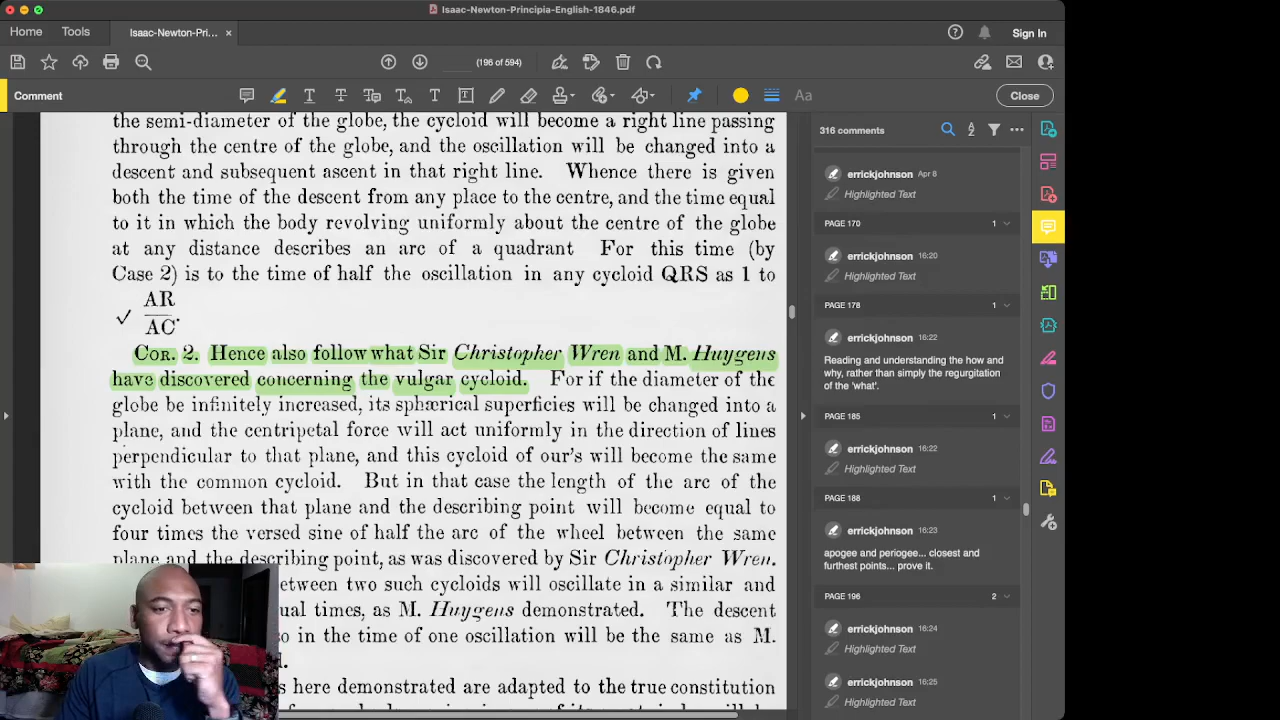 Isaac-Newton-Principia-English-1846.pdf
Home
Tools
Isaac-Newton-Pri...
Sign In
(196 of 594)
Comment
Aa
Close
the semi-diameter of the globe, the cycloid will become a right line passing
through the centre of the globe, and the oscillation will be changed into a
descent and subsequent ascent in that right line. Whence there is given
both the time of the descent from any place to the centre, and the time equal
to it in which the body revolving uniformly about the centre of the globe
at any distance describes an arc of a quadrant For this time (by
Case 2) is to the time of half the oscillation in any cycloid QRS as 1 to
AR
AC.
COR. 2. Hence also follow what Sir Christopher Wren and M. Huygens
have discovered concerning the vulgar cycloid. For if the diameter of the
globe be infinitely increased, its spherical superficies will be changed into a
plane, and the centripetal force will act uniformly in the direction of lines
perpendicular to that plane, and this cycloid of our's will become the same
with the common cycloid. But in that case the length of the arc of the
cycloid between that plane and the describing point will become equal to
four times the versed sine of half the arc of the wheel between the same
plane and the describing point, as was discovered by Sir Christopher Wren.
between two such cycloids will oscillate in a similar and
ual times, as M. Huygens demonstrated. The descent
in the time of one oscillation will be the same as M.
d.
here demonstrated are adapted to the true constitution
316 comments
errickjohnson Apr 8
Highlighted Text
PAGE 170 1
errickjohnson 16:20
Highlighted Text
PAGE 178 1
errickjohnson 16:22
Reading and understanding the how and
why, rather than simply the regurgitation
of the 'what'.
PAGE 185 1
errickjohnson 16:22
Highlighted Text
PAGE 188 1
errickjohnson 16:23
apogee and periogee... closest and
furthest points... prove it.
PAGE 196 2
errickjohnson 16:24
Highlighted Text
errickjohnson 16:25
Highlighted Text